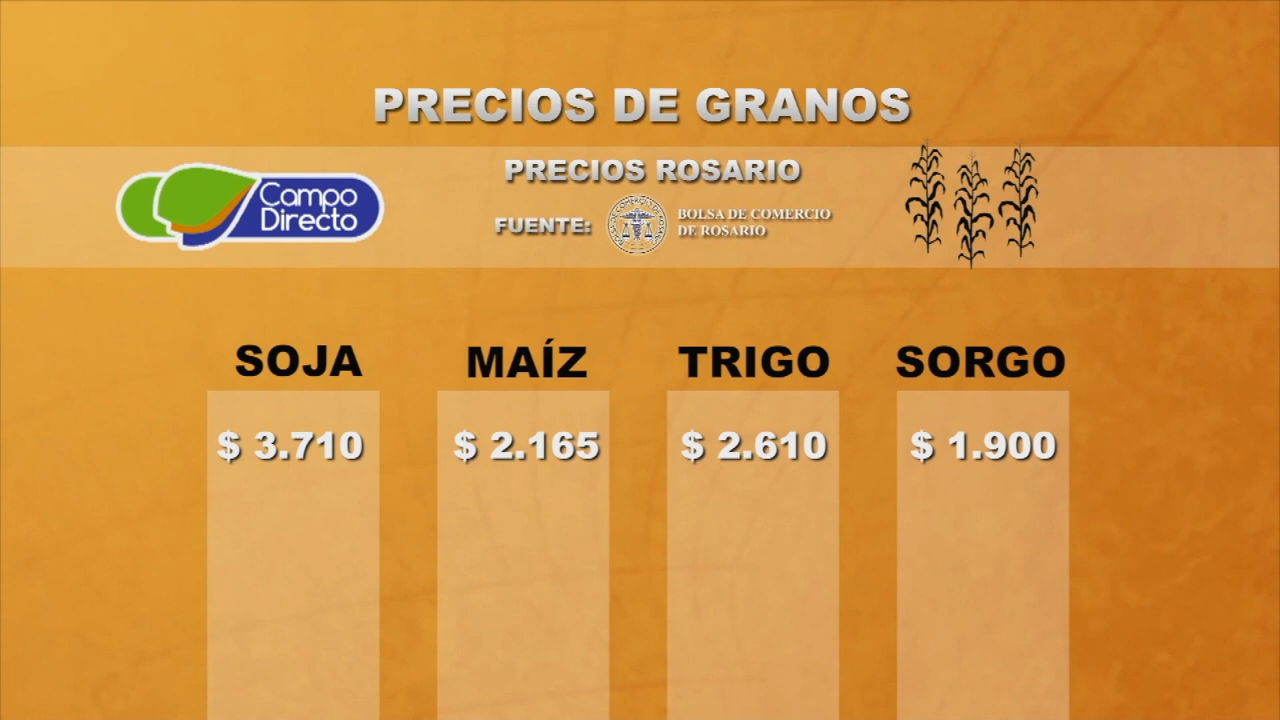 PRECIOS DE GRANOS
Campo
Directo
PRECIOS ROSARIO
FUENTE:
BOLSA DE COMERCIO
DE ROSARIO
SOJA MAÍZ TRIGO SORGO
$ 3.710 $ 2.165 $ 2.610 $ 1.900